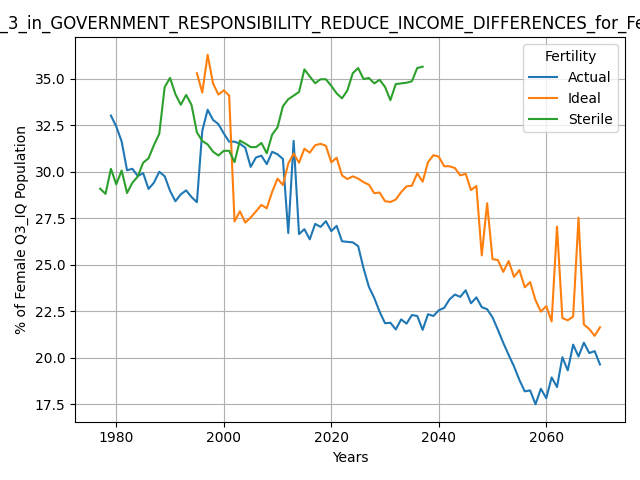 _3_in_GOVERNMENT_RESPONSIBILITY_REDUCE_INCOME_DIFFERENCES_for_Fe
Fertility
Actual
Ideal
Sterile
% of Female Q3_IQ Population
35.0
32.5
30.0
27.5
25.0
22.5
20.0
17.5
1980
2000
2020
2040
2060
Years